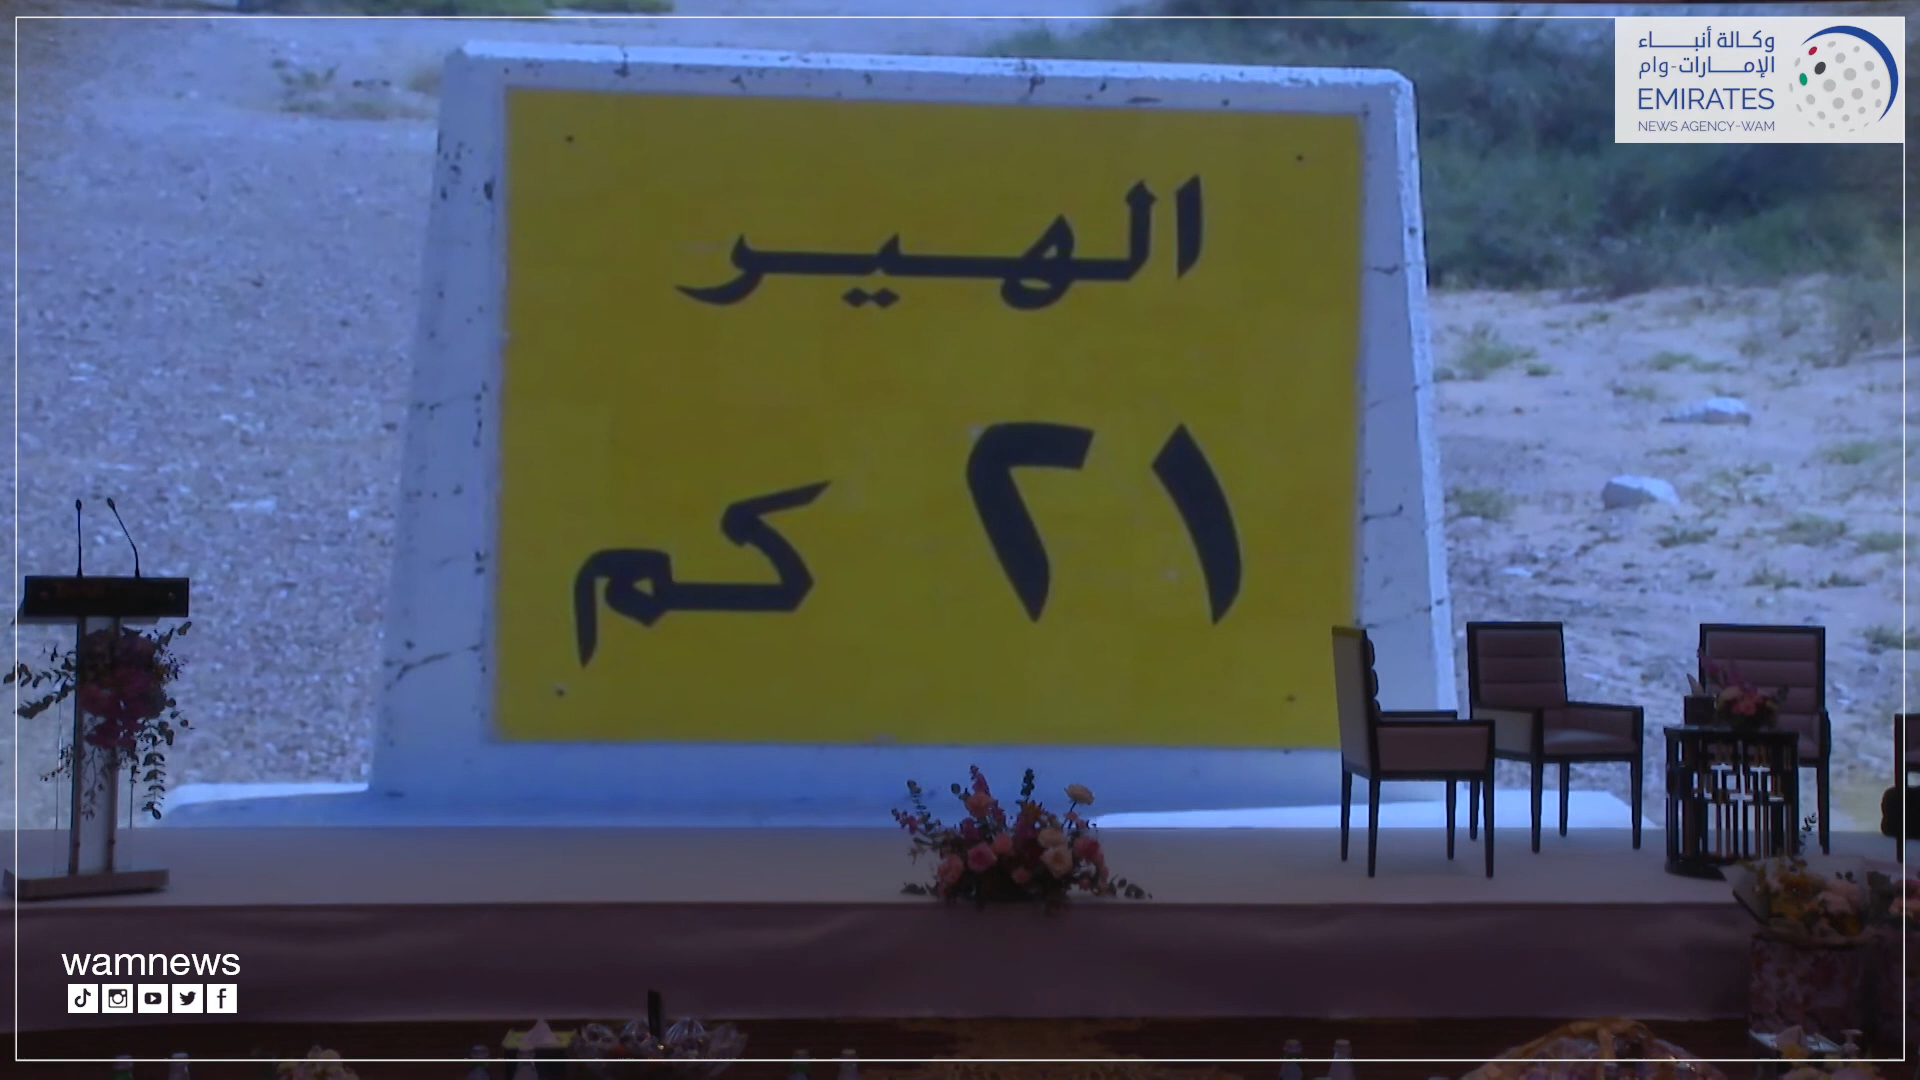 وكالة أنباء
الإمارات-وام
EMIRATES
NEWS AGENCY-WAM
الهير
٢١ كم
wamnews